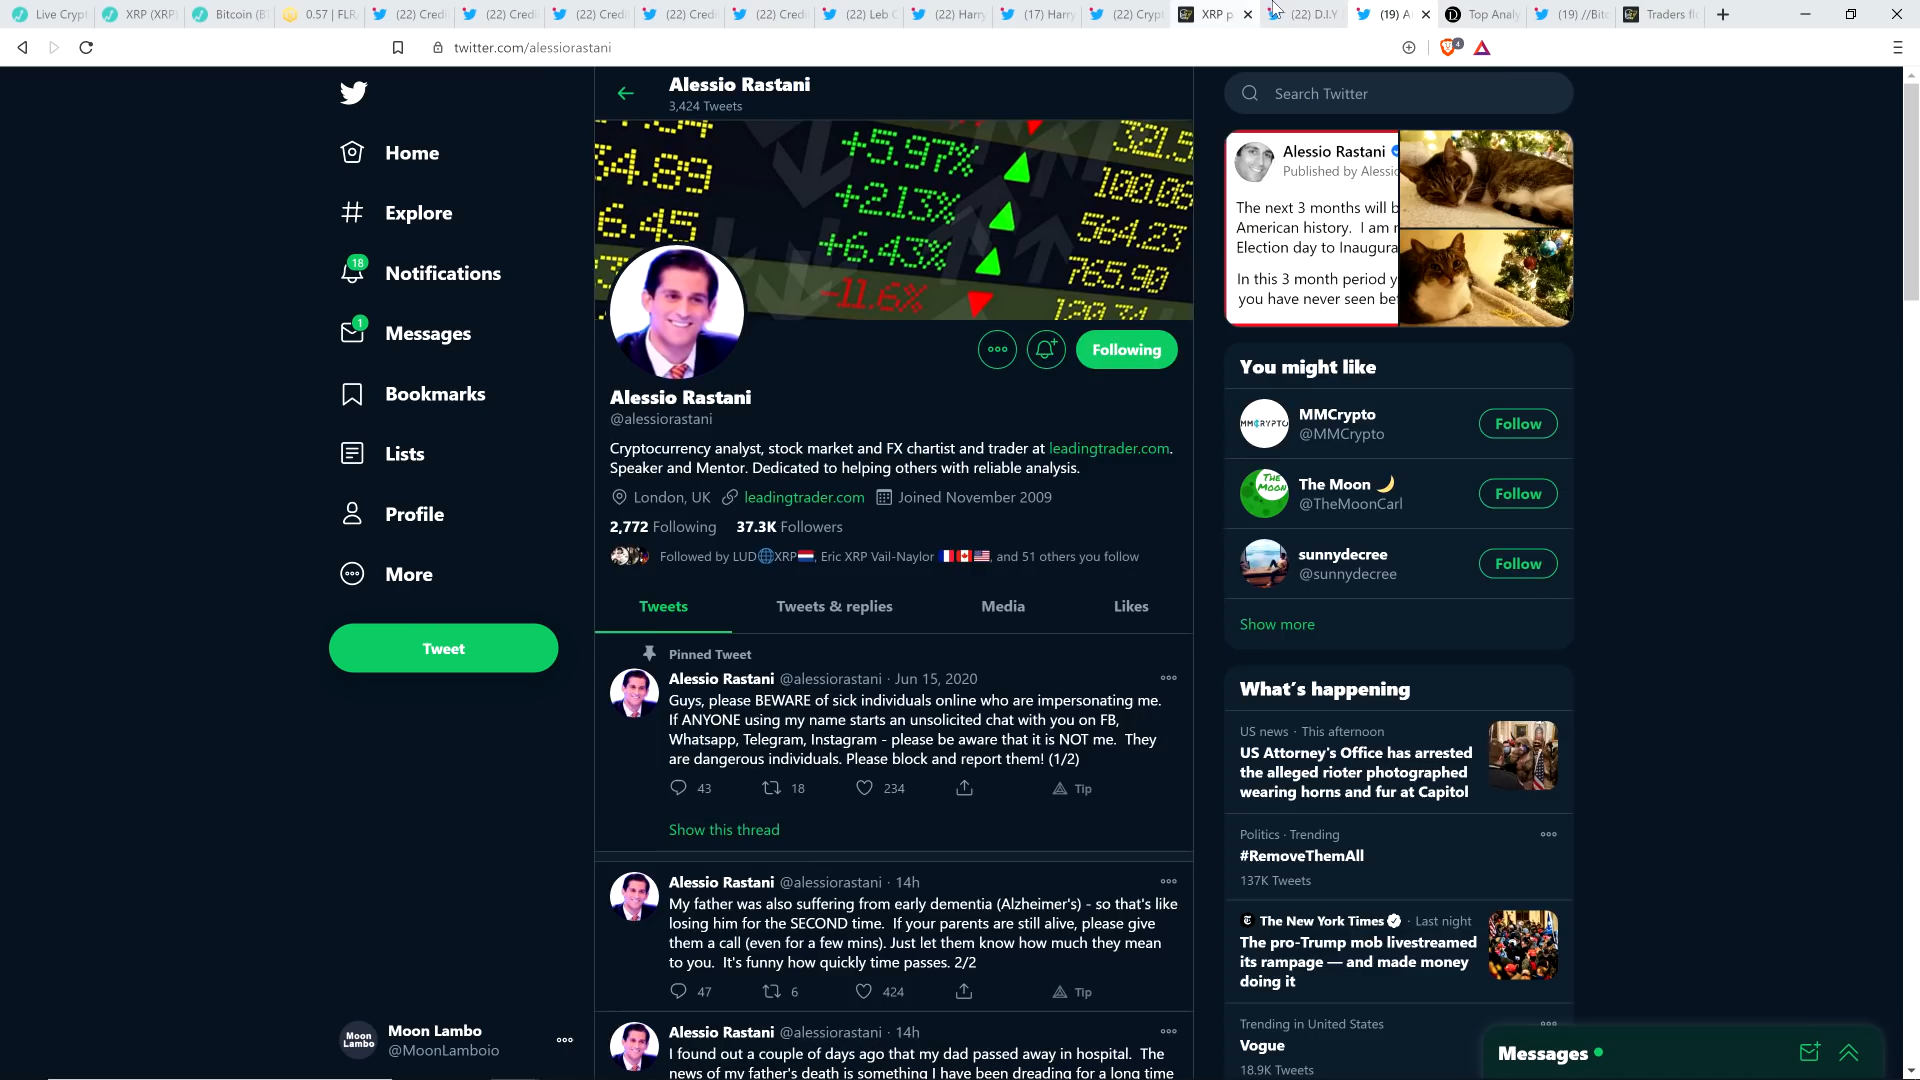 Live Crypt
XRP (XRP)
Bitcoin (B
0.57 | FLR
(22) Credi
(22) Credi
(22) Credi
(22) Credi
(22) Credi
(22) Leb C
(22) Harry
(17) Harry
(22) Crypt
XRP p
(22) D.I.Y
(19) A
Top Analy
(19) //Bitc
Traders fl
twitter.com/alessiorastani
4
Home
Explore
18
Notifications
1
Messages
Bookmarks
Lists
Profile
More
Tweet
Moon Lambo
Moon Lambo
@MoonLamboio
Alessio Rastani
3,424 Tweets
34.89
6.45
+5.97%
+2.13%
+6.43%
-11.6%
321.5
100.08
564.23
765.90
Following
Alessio Rastani
@alessiorastani
Cryptocurrency analyst, stock market and FX chartist and trader at leadingtrader.com.
Speaker and Mentor. Dedicated to helping others with reliable analysis.
London, UK leadingtrader.com Joined November 2009
2,772 Following 37.3K Followers
Followed by LUD🌐XRP🇳🇱, Eric XRP Vail-Naylor 🇫🇷🇨🇦🇺🇸, and 51 others you follow
Tweets Tweets & replies Media Likes
Pinned Tweet
Alessio Rastani @alessiorastani · Jun 15, 2020
Guys, please BEWARE of sick individuals online who are impersonating me.
If ANYONE using my name starts an unsolicited chat with you on FB,
Whatsapp, Telegram, Instagram - please be aware that it is NOT me. They
are dangerous individuals. Please block and report them! (1/2)
43 18 234 Tip
Show this thread
Alessio Rastani @alessiorastani · 14h
My father was also suffering from early dementia (Alzheimer's) - so that's like
losing him for the SECOND time. If your parents are still alive, please give
them a call (even for a few mins). Just let them know how much they mean
to you. It's funny how quickly time passes. 2/2
47 6 424 Tip
Alessio Rastani @alessiorastani · 14h
I found out a couple of days ago that my dad passed away in hospital. The
news of my father's death is something I have been dreading for a long time
Search Twitter
Alessio Rastani
Published by Alessic
The next 3 months will b
American history. I am r
Election day to Inaugura
In this 3 month period y
you have never seen bef
You might like
MMCRYPTO
MMCrypto
@MMCrypto
Follow
THE MOON
The Moon 🌙
@TheMoonCarl
Follow
sunnydecree
@sunnydecree
Follow
Show more
What's happening
US news · This afternoon
US Attorney's Office has arrested
the alleged rioter photographed
wearing horns and fur at Capitol
Politics · Trending
#RemoveThemAll
137K Tweets
The New York Times · Last night
The pro-Trump mob livestreamed
its rampage — and made money
doing it
Trending in United States
Vogue
18.9K Tweets
Messages